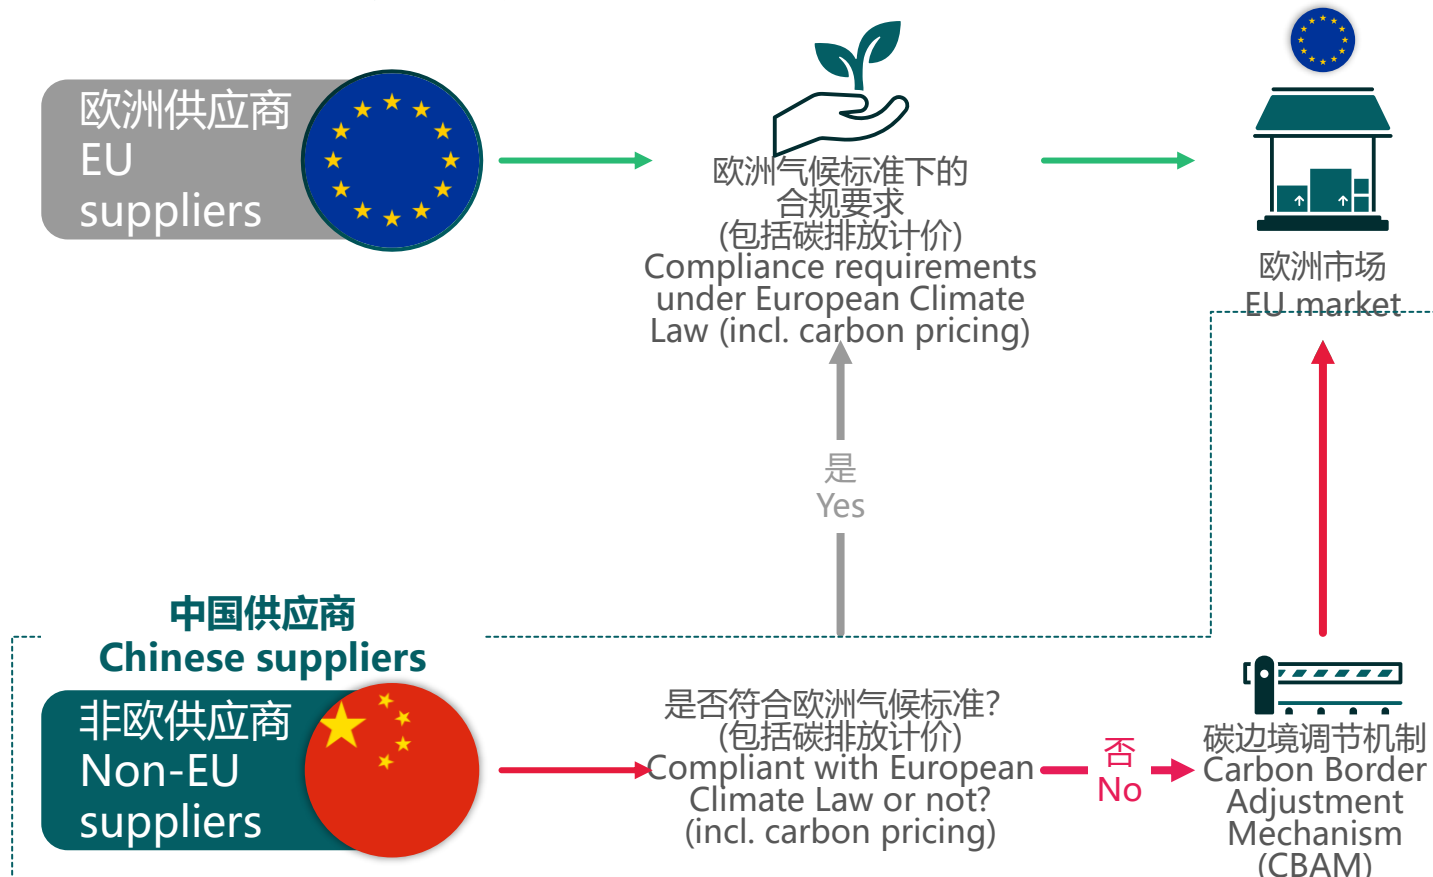 欧洲供应商
EU
suppliers
欧洲气候标准下的
合规要求
(包括碳排放计价)
Compliance requirements
under European Climate
Law (incl. carbon pricing)
欧洲市场
EU market
是
Yes
中国供应商
Chinese suppliers
非欧供应商
Non-EU
suppliers
是否符合欧洲气候标准?
(包括碳排放计价)
Compliant with European
Climate Law or not?
(incl. carbon pricing)
否
No
碳边境调节机制
Carbon Border
Adjustment
Mechanism
(CBAM)